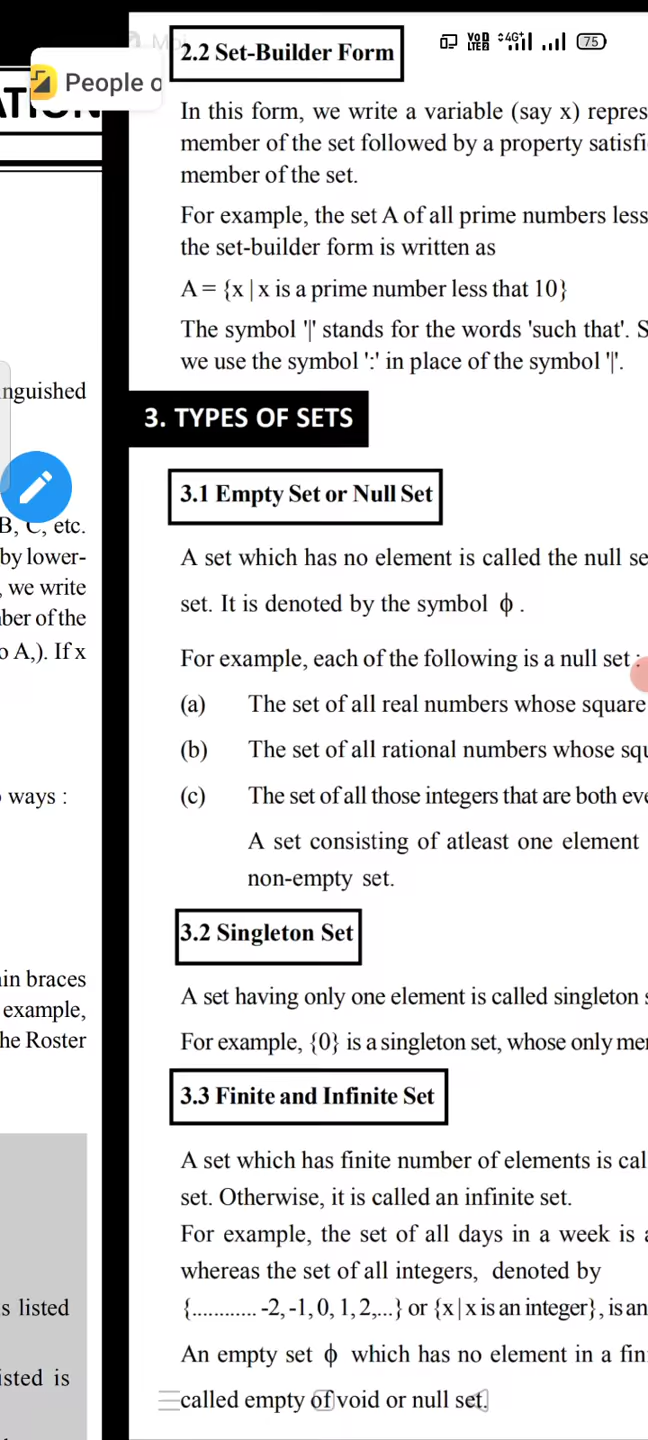 2.2 Set-Builder Form
VoD LTE2 4G+ 75
People o
In this form, we write a variable (say x) repres
member of the set followed by a property satisfi
member of the set.
For example, the set A of all prime numbers less
the set-builder form is written as
A = {x | x is a prime number less that 10}
The symbol '|' stands for the words 'such that'. S
we use the symbol ':' in place of the symbol '|'.
nguished
3. TYPES OF SETS
3.1 Empty Set or Null Set
B, C, etc.
by lower-
, we write
ber of the
o A,). If x
A set which has no element is called the null se
set. It is denoted by the symbol ϕ .
For example, each of the following is a null set :
(a) The set of all real numbers whose square
(b) The set of all rational numbers whose squ
ways :
(c) The set of all those integers that are both eve
A set consisting of atleast one element
non-empty set.
3.2 Singleton Set
in braces
example,
he Roster
A set having only one element is called singleton s
For example, {0} is a singleton set, whose only mem
3.3 Finite and Infinite Set
A set which has finite number of elements is cal
set. Otherwise, it is called an infinite set.
For example, the set of all days in a week is a
whereas the set of all integers, denoted by
{............ -2, -1, 0, 1, 2,...} or {x | x is an integer}, is an
s listed
An empty set ϕ which has no element in a fin
isted is
called empty of void or null set.